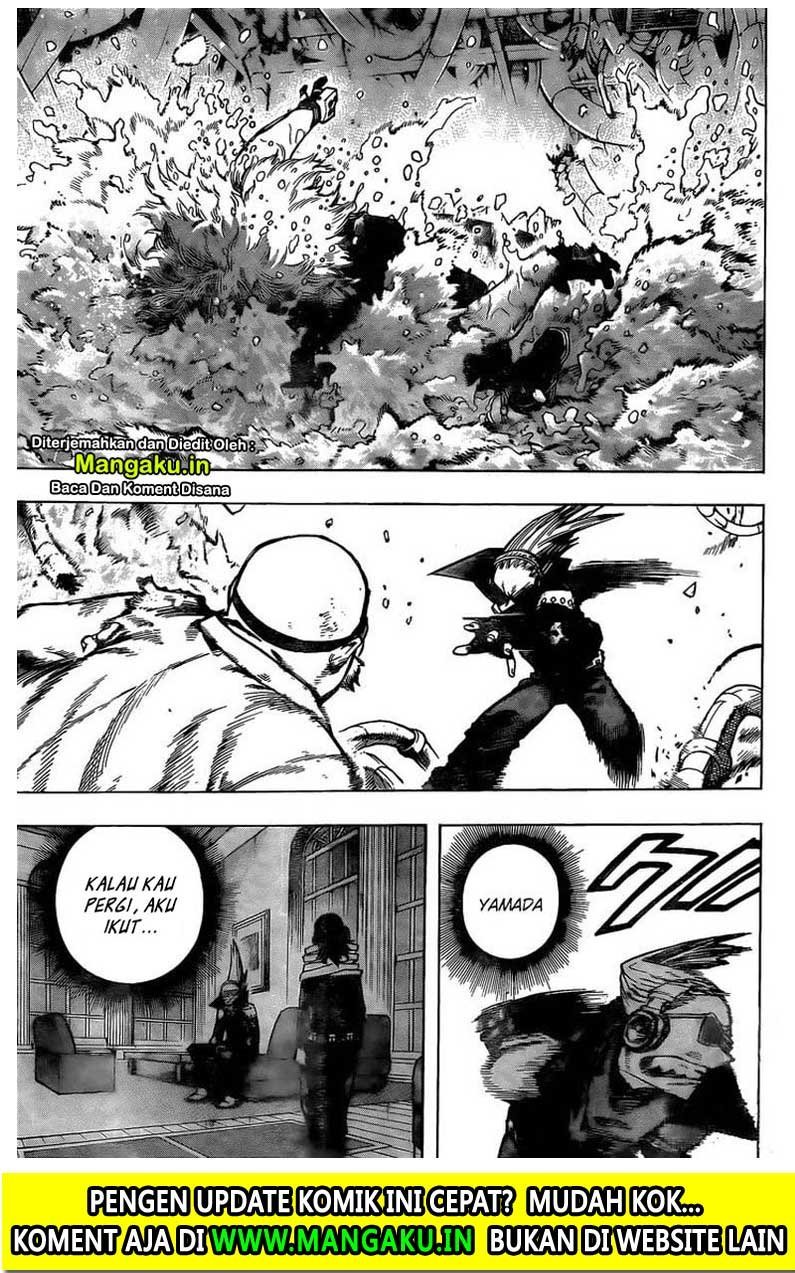 Diterjemahkan dan Diedit Oleh :
Mangaku.in
Baca Dan Koment Disana
YAMADA
KALAU KAU
PERGI, AKU
IKUT...
PENGEN UPDATE KOMIK INI CEPAT? MUDAH KOK...
KOMENT AJA DI WWW.MANGAKU.IN BUKAN DI WEBSITE LAIN